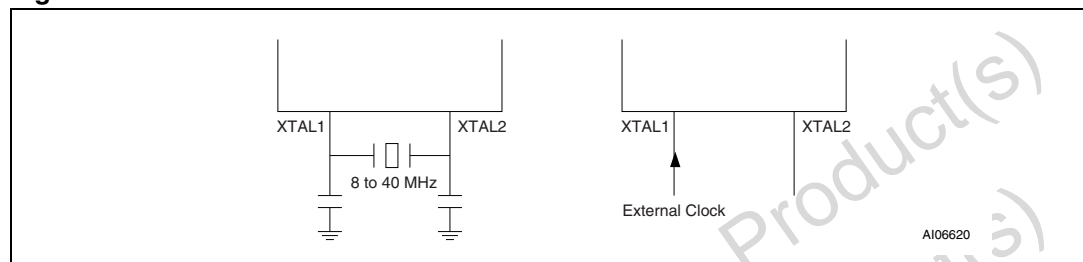 XTAL1
XTAL2
8 to 40 MHz
XTAL1
XTAL2
External Clock
AI06620
Product(s)